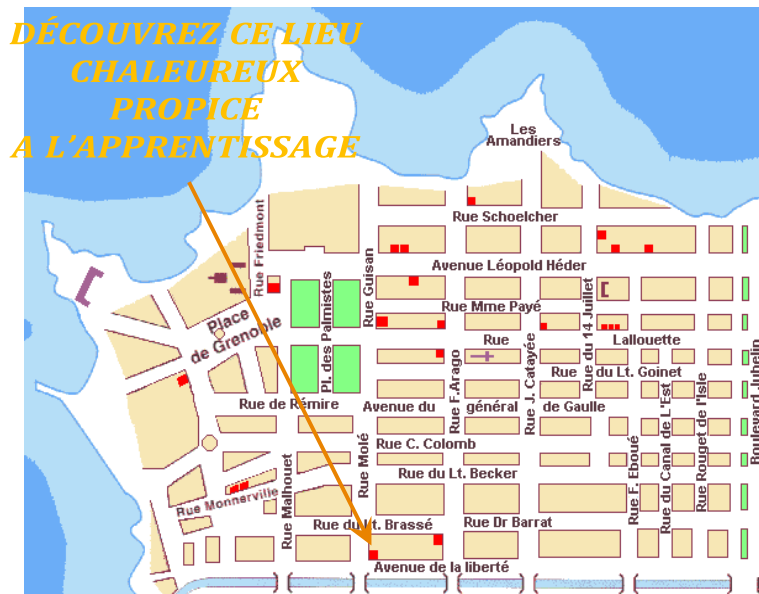 DÉCOUVREZ CE LIEU
CHALEUREUX
PROPICE
A L'APPRENTISSAGE
Les
Amandiers
Rue Schoelcher
Rue Friedmont
Rue Guisan
Avenue Léopold Héder
Pl. des Palmistes
Rue Mme Payé
Rue du 14 Juillet
Place
de Grenoble
Rue
Lallouette
Rue F.Arago
Rue J. Catayée
Rue du Lt. Goinet
Boulevard Jubelin
Rue de Rémire
Avenue du général de Gaulle
Rue C. Colomb
Rue Molé
Rue du Lt. Becker
Rue F. Eboué
Rue du Canal de L'Est
Rue Rouget de l'Isle
Rue Monnerville
Rue Malhouet
Rue du Lt. Brassé
Rue Dr Barrat
Avenue de la liberté